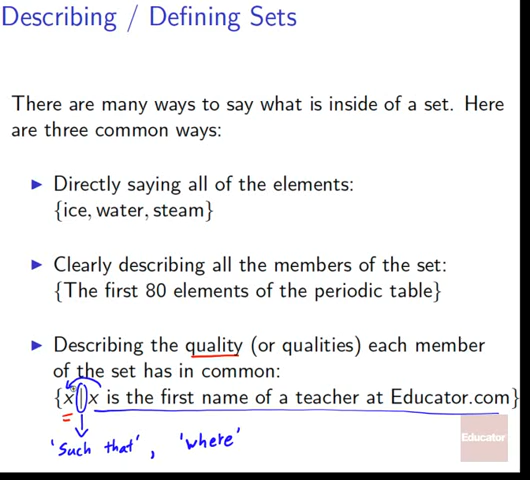 Describing / Defining Sets
There are many ways to say what is inside of a set. Here
are three common ways:
Directly saying all of the elements:
{ice, water, steam}
Clearly describing all the members of the set:
{The first 80 elements of the periodic table}
Describing the quality (or qualities) each member
of the set has in common:
{x|x is the first name of a teacher at Educator.com}
'Such that', 'where'
Educator